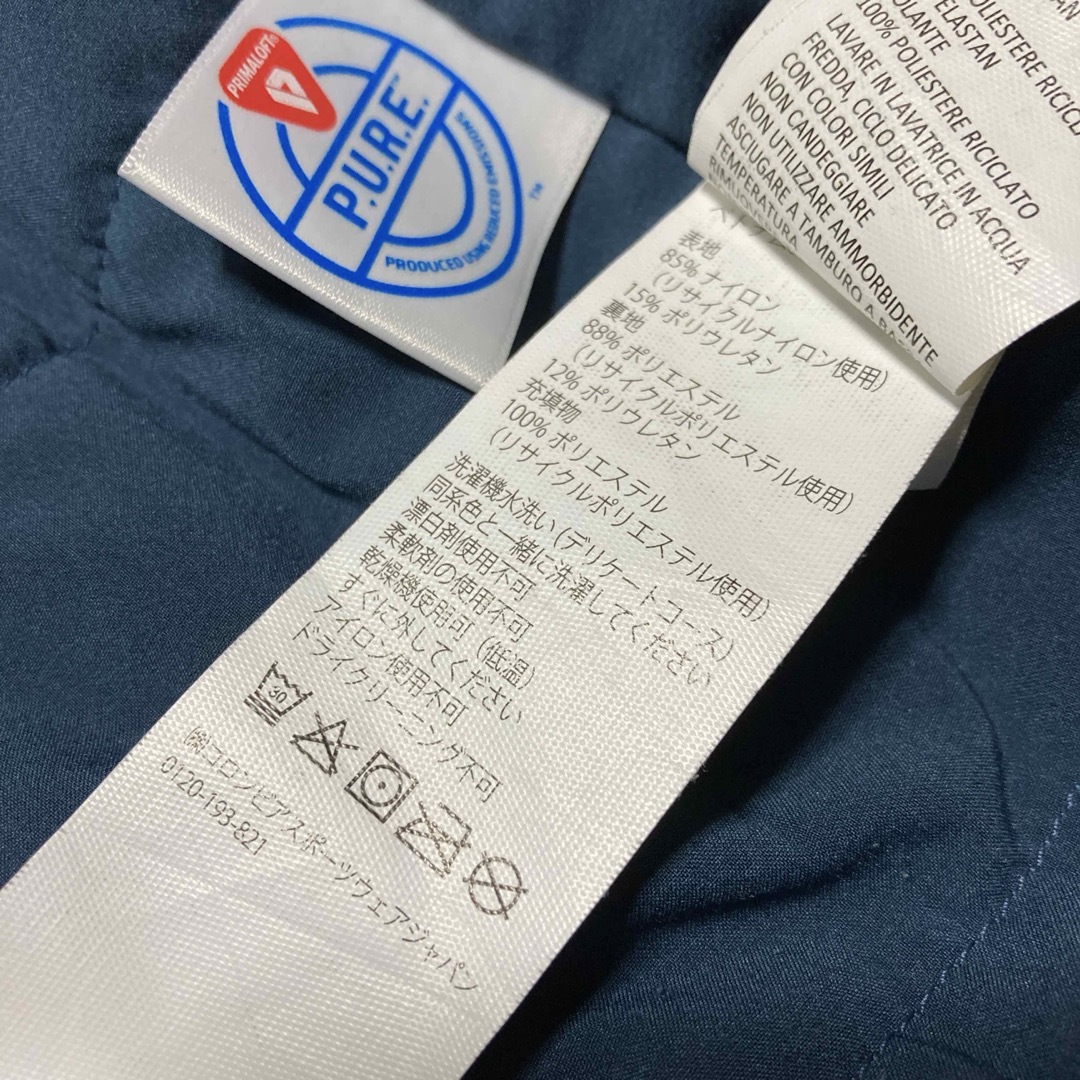 PRIMALOFT®
P.U.R.E.™
PRODUCED USING REDUCED EMISSIONS
POLIESTERE RICICL
ELASTAN
OLANTE
100% POLIESTERE RICICLATO
LAVARE IN LAVATRICE IN ACQUA
FREDDA, CICLO DELICATO
CON COLORI SIMILI
NON CANDEGGIARE
NON UTILIZZARE AMMORBIDENTE
ASCIUGARE A TAMBURO A BA
TEMPERATURA
表地
85% ナイロン
(リサイクルナイロン使用)
15% ポリウレタン
裏地
88% ポリエステル
(リサイクルポリエステル使用)
12% ポリウレタン
充填物
100% ポリエステル
(リサイクルポリエステル使用)
洗濯機水洗い (デリケートコース)
同系色と一緒に洗濯してください
漂白剤使用不可
柔軟剤の使用不可
乾燥機使用可 (低温)
すぐに外してください
アイロン使用不可
ドライクリーニング不可
30
㈱コロンビアスポーツウェアジャパン
0120-193-821